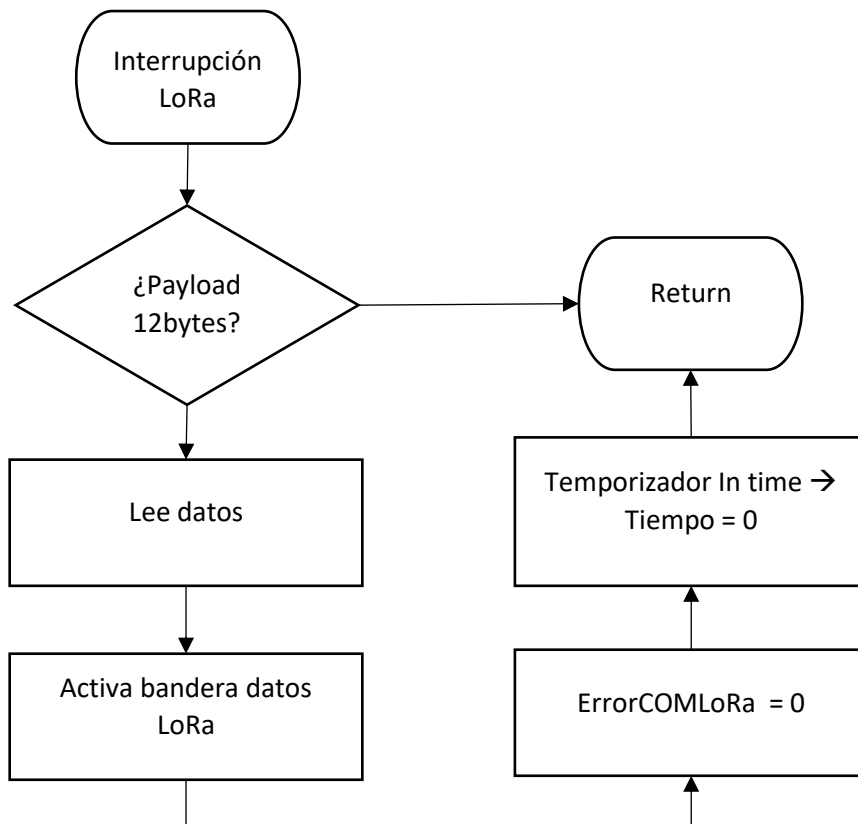 Interrupción
LoRa
¿Payload
12bytes?
Return
Lee datos
Temporizador In time →
Tiempo = 0
Activa bandera datos
LoRa
ErrorCOMLoRa  = 0